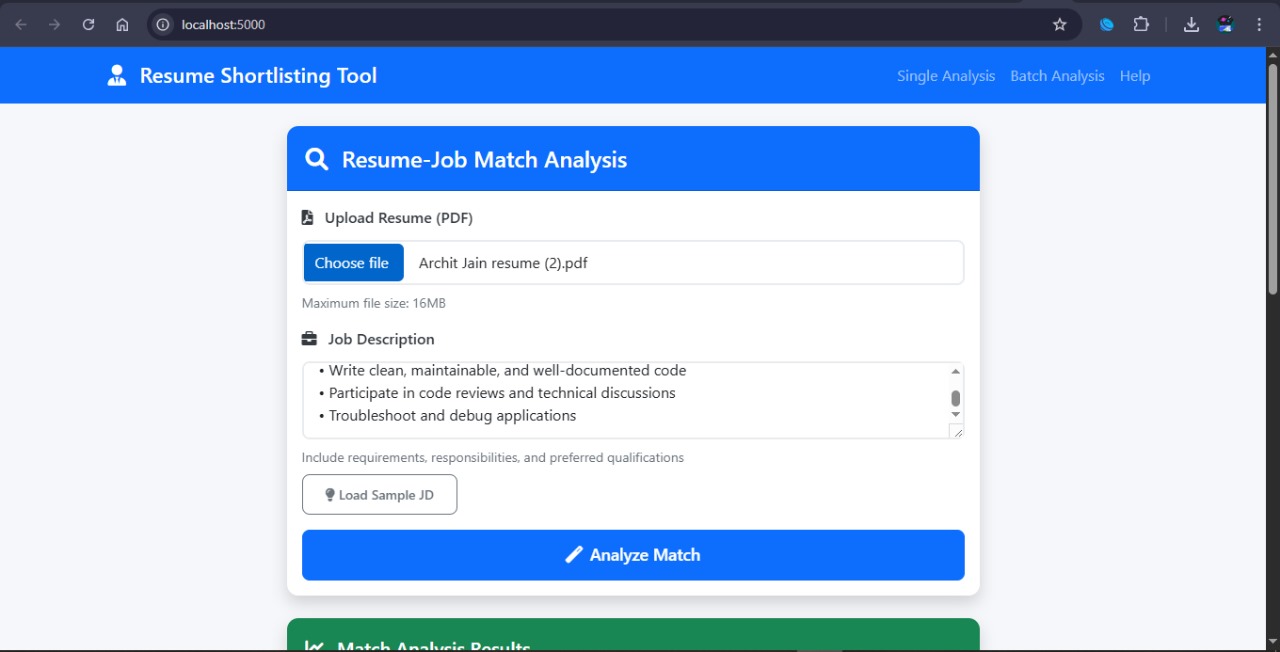 localhost:5000
Resume Shortlisting Tool
Single Analysis Batch Analysis Help
Resume-Job Match Analysis
Upload Resume (PDF)
Choose file Archit Jain resume (2).pdf
Maximum file size: 16MB
Job Description
• Write clean, maintainable, and well-documented code
• Participate in code reviews and technical discussions
• Troubleshoot and debug applications
Include requirements, responsibilities, and preferred qualifications
Load Sample JD
Analyze Match
Match Analysis Results